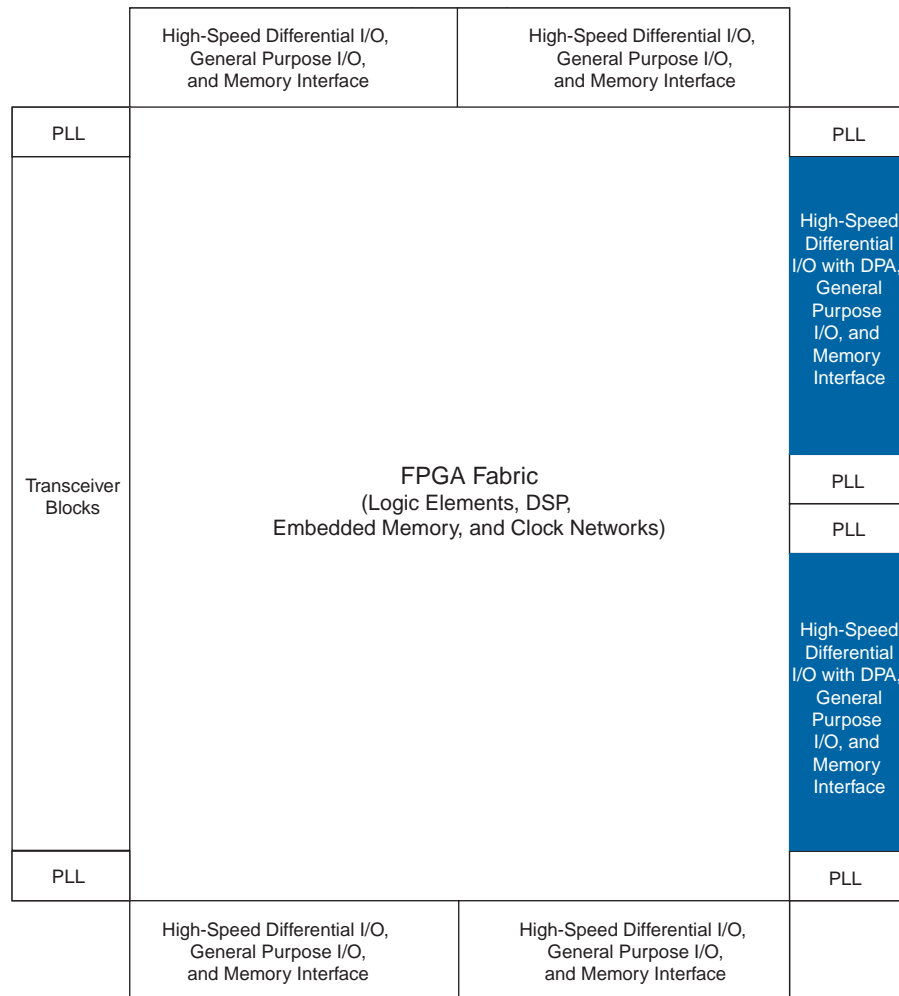 High-Speed Differential I/O,
General Purpose I/O,
and Memory Interface
High-Speed Differential I/O,
General Purpose I/O,
and Memory Interface
PLL
PLL
High-Speed
Differential
I/O with DPA,
General
Purpose
I/O, and
Memory
Interface
Transceiver
Blocks
FPGA Fabric
(Logic Elements, DSP,
Embedded Memory, and Clock Networks)
PLL
PLL
High-Speed
Differential
I/O with DPA,
General
Purpose
I/O, and
Memory
Interface
PLL
PLL
High-Speed Differential I/O,
General Purpose I/O,
and Memory Interface
High-Speed Differential I/O,
General Purpose I/O,
and Memory Interface